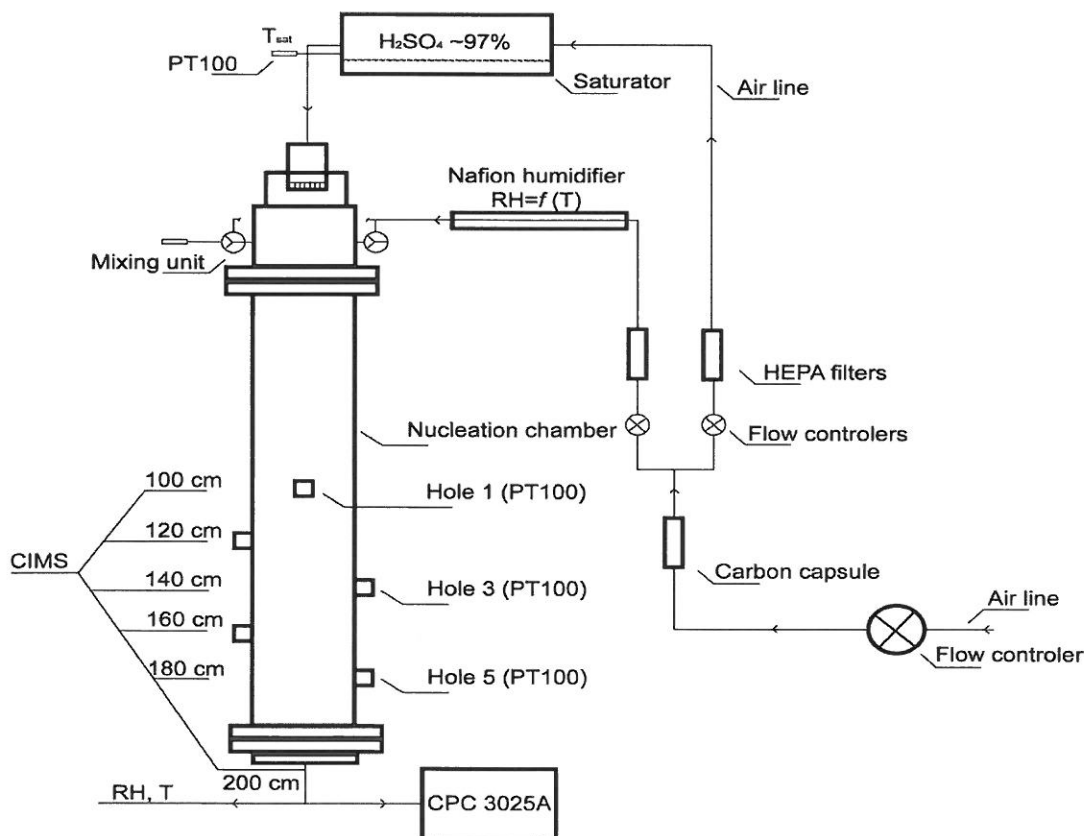 T_sat
H₂SO₄ ~97%
PT100
Saturator
Air line
Nafion humidifier
RH=f (T)
Mixing unit
HEPA filters
Nucleation chamber
Flow controlers
100 cm
Hole 1 (PT100)
120 cm
CIMS
140 cm
Hole 3 (PT100)
Carbon capsule
160 cm
Air line
180 cm
Hole 5 (PT100)
Flow controler
200 cm
RH, T
CPC 3025A